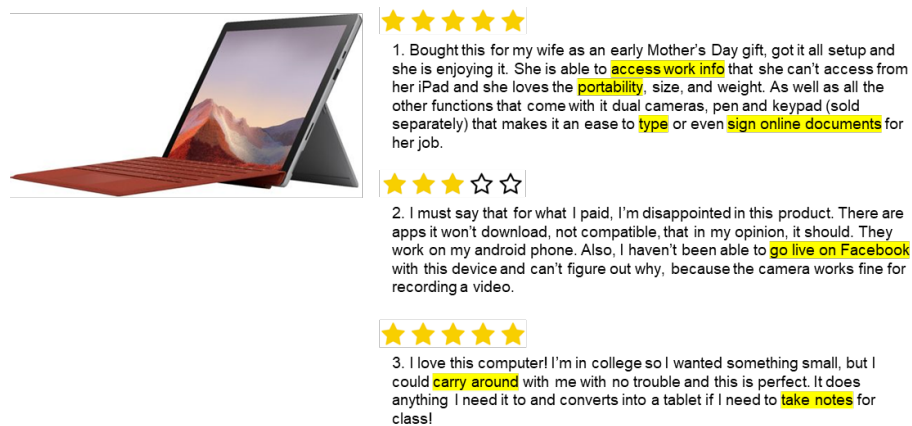 1. Bought this for my wife as an early Mother's Day gift, got it all setup and
she is enjoying it. She is able to access work info that she can't access from
her iPad and she loves the portability, size, and weight. As well as all the
other functions that come with it dual cameras, pen and keypad (sold
separately) that makes it an ease to type or even sign online documents for
her job.
2. I must say that for what I paid, I'm disappointed in this product. There are
apps it won't download, not compatible, that in my opinion, it should. They
work on my android phone. Also, I haven't been able to go live on Facebook
with this device and can't figure out why, because the camera works fine for
recording a video.
3. I love this computer! I'm in college so I wanted something small, but I
could carry around with me with no trouble and this is perfect. It does
anything I need it to and converts into a tablet if I need to take notes for
class!